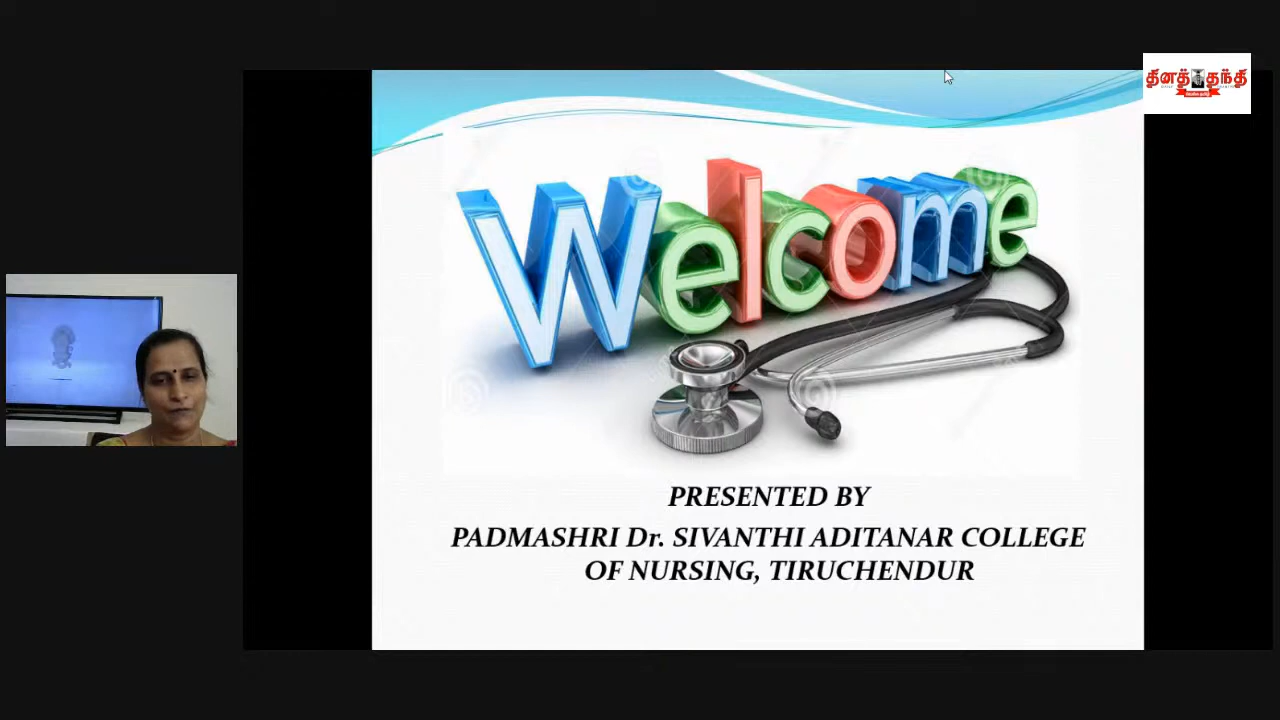 தினத்தந்தி
Welcome
PRESENTED BY
PADMASHRI Dr. SIVANTHI ADITANAR COLLEGE
OF NURSING, TIRUCHENDUR